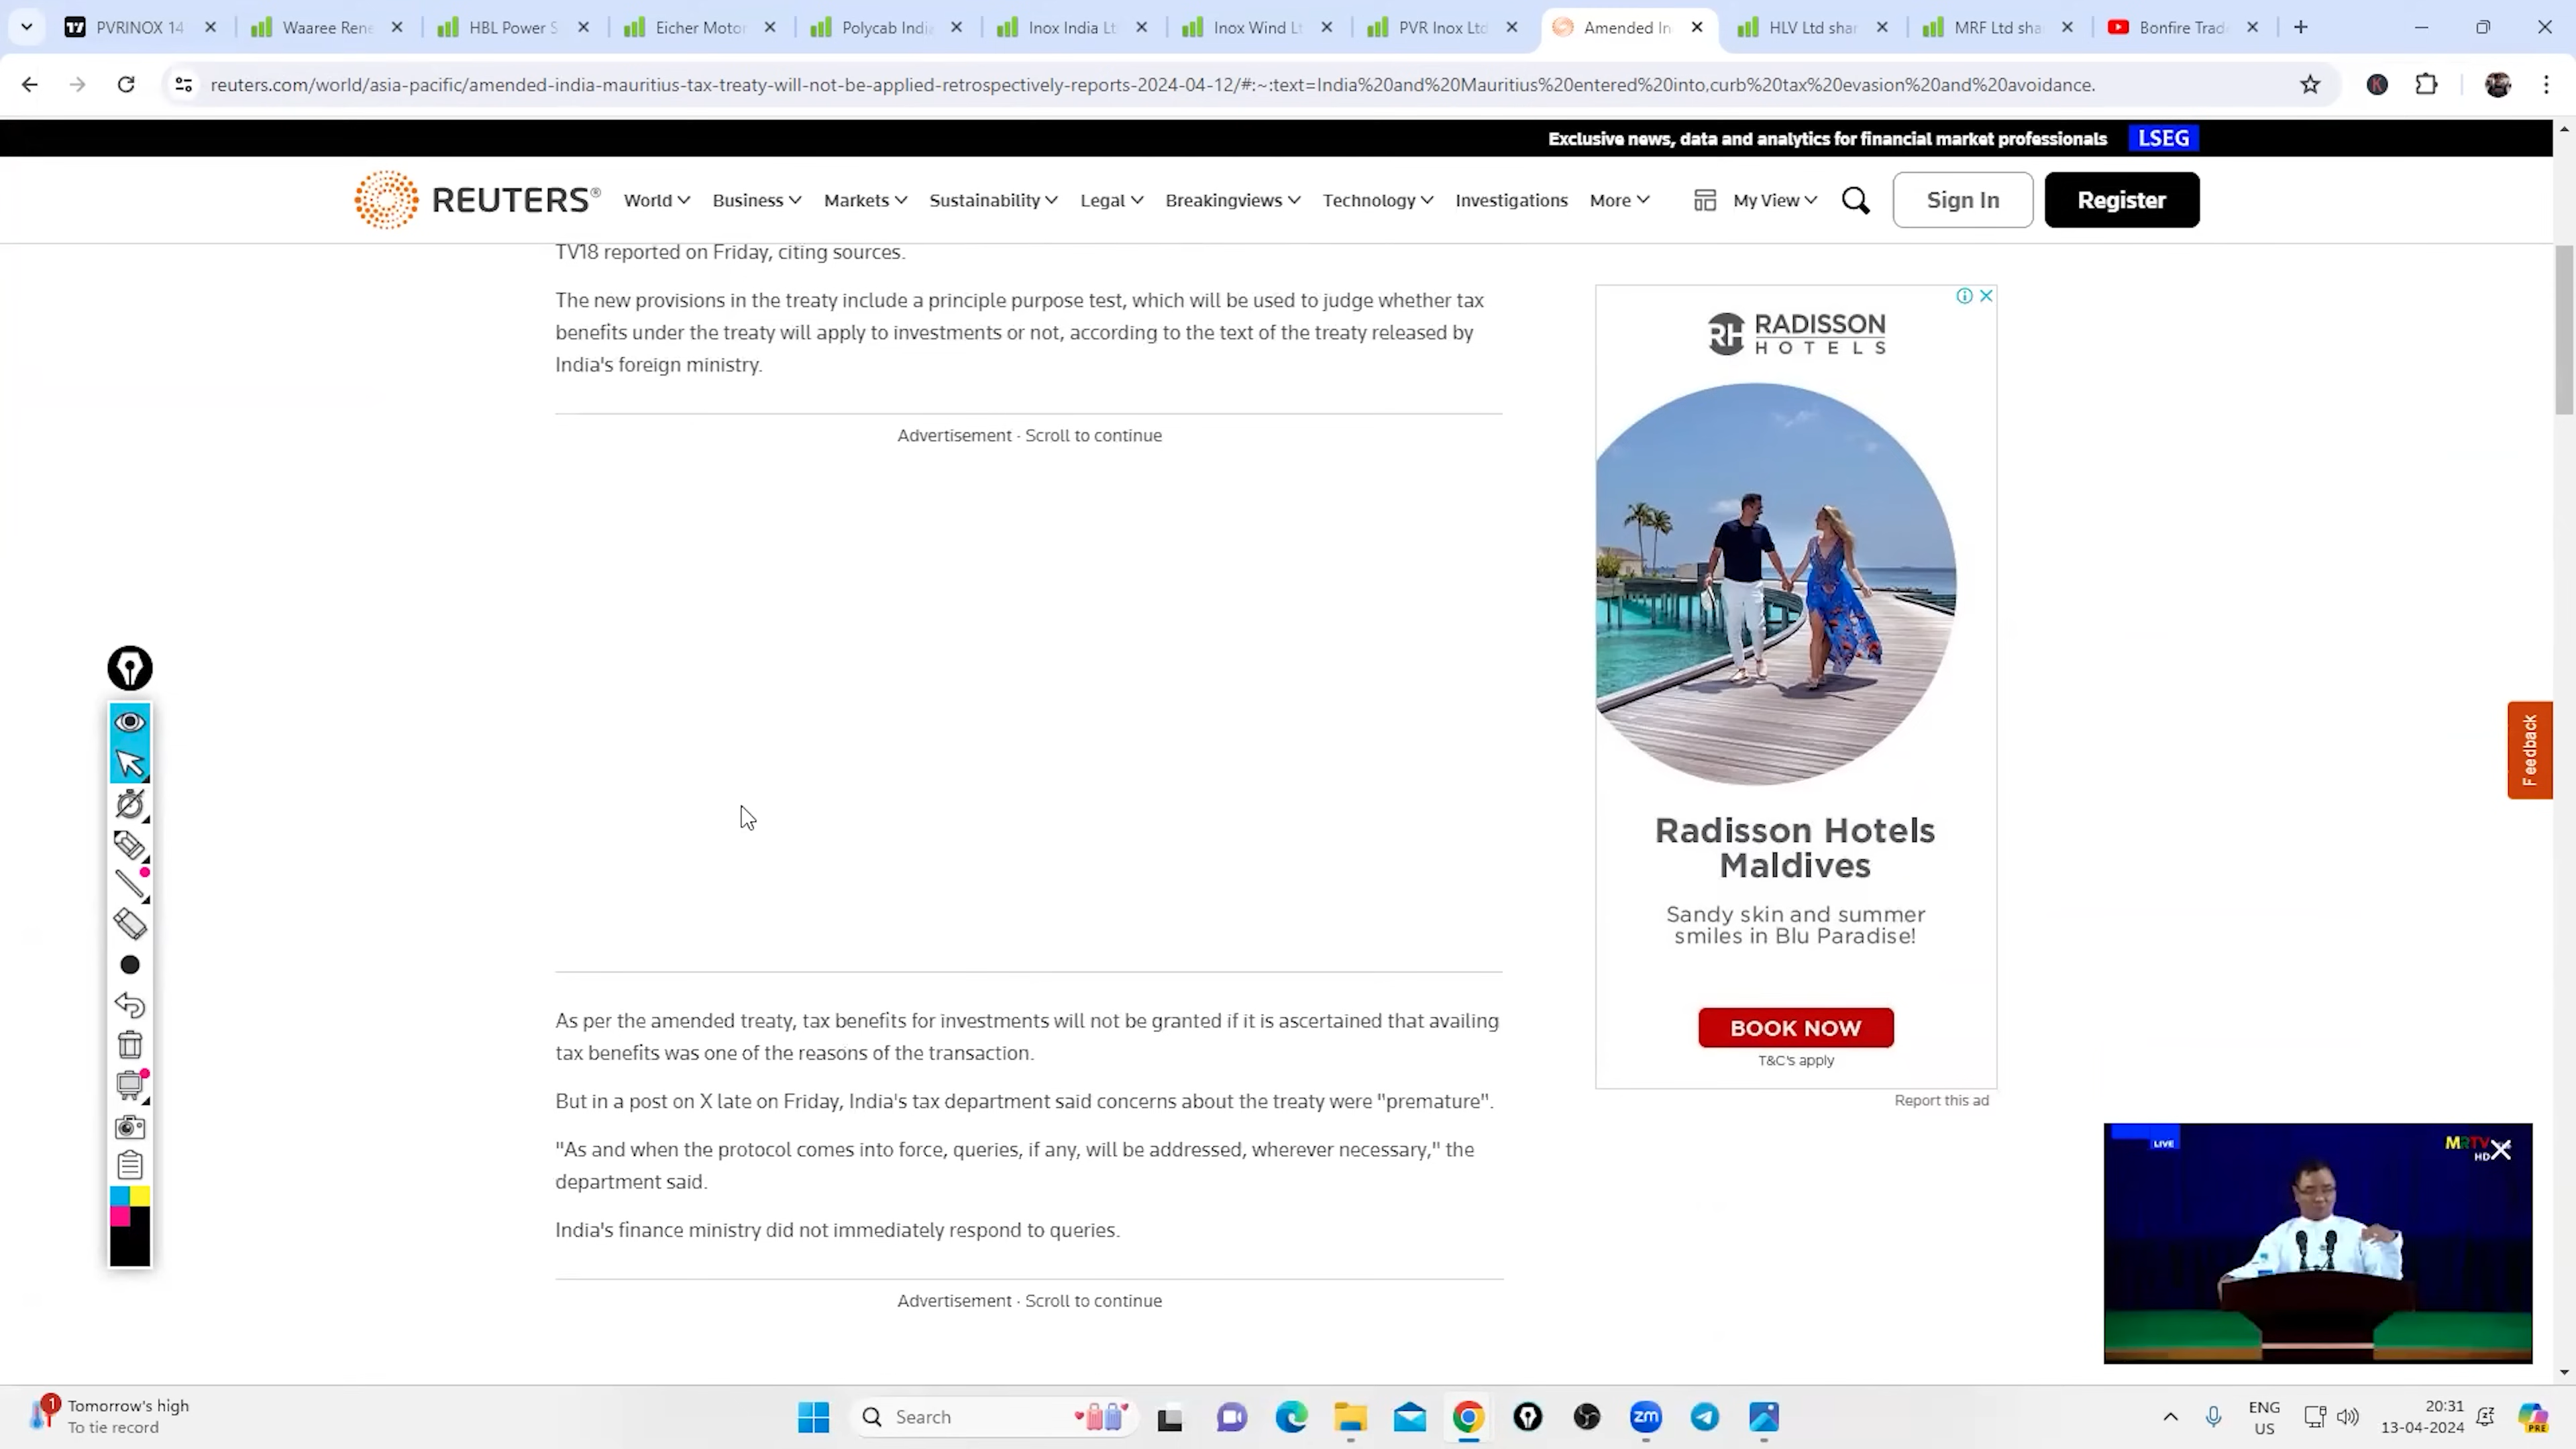 PVRINOX 14
Waaree Rene
HBL Power S
Eicher Motor
Polycab India
Inox India Lt
Inox Wind Lt
PVR Inox Ltd
Amended In
HLV Ltd shar
MRF Ltd sha
Bonfire Trad
reuters.com/world/asia-pacific/amended-india-mauritius-tax-treaty-will-not-be-applied-retrospectively-reports-2024-04-12/#:~:text=India%20and%20Mauritius%20entered%20into,curb%20tax%20evasion%20and%20avoidance.
K
Exclusive news, data and analytics for financial market professionals LSEG
REUTERS®
World
Business
Markets
Sustainability
Legal
Breakingviews
Technology
Investigations
More
My View
Sign In
Register
TV18 reported on Friday, citing sources.
The new provisions in the treaty include a principle purpose test, which will be used to judge whether tax
benefits under the treaty will apply to investments or not, according to the text of the treaty released by
India's foreign ministry.
Advertisement · Scroll to continue
As per the amended treaty, tax benefits for investments will not be granted if it is ascertained that availing
tax benefits was one of the reasons of the transaction.
But in a post on X late on Friday, India's tax department said concerns about the treaty were "premature".
"As and when the protocol comes into force, queries, if any, will be addressed, wherever necessary," the
department said.
India's finance ministry did not immediately respond to queries.
Advertisement · Scroll to continue
RH RADISSON
HOTELS
Radisson Hotels
Maldives
Sandy skin and summer
smiles in Blu Paradise!
BOOK NOW
T&C's apply
Report this ad
Feedback
LIVE
MRTV
HD
1
Tomorrow's high
To tie record
Search
zm
ENG
US
20:31
13-04-2024
PRE